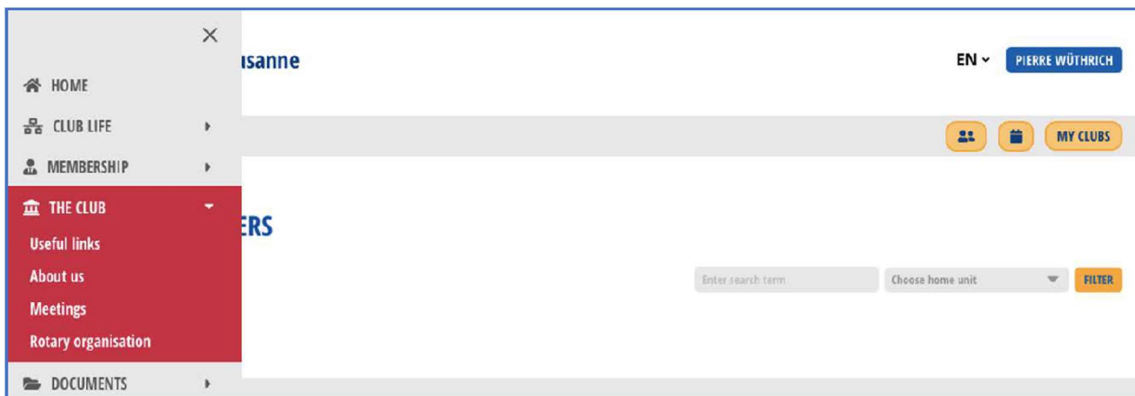 usanne
EN
PIERRE WÜTHRICH
HOME
CLUB LIFE
MY CLUBS
MEMBERSHIP
THE CLUB
ERS
Useful links
About us
Enter search term
Choose home unit
FILTER
Meetings
Rotary organisation
DOCUMENTS